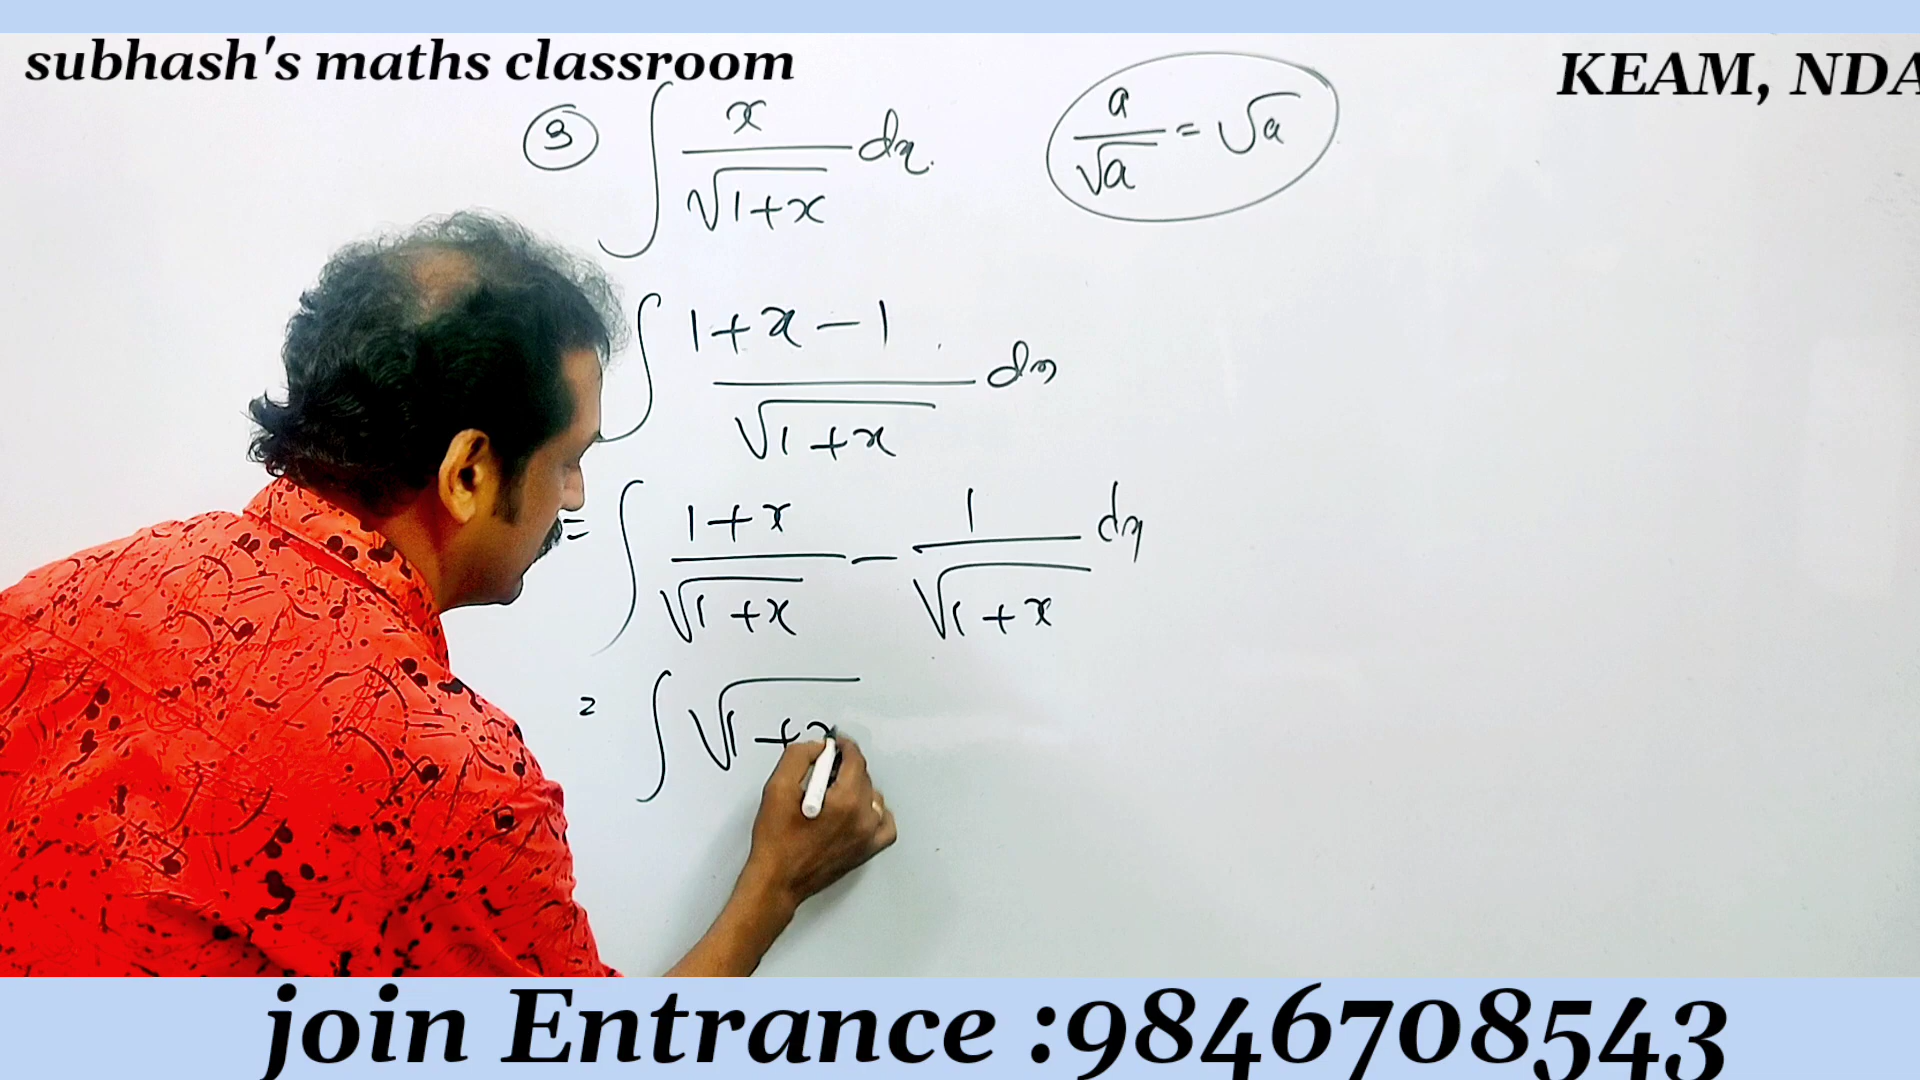 subhash's maths classroom
KEAM, NDA
③ ∫ x/√(1+x) dx.
a/√a = √a
∫ (1+x-1)/√(1+x) dx
= ∫ (1+x)/√(1+x) - 1/√(1+x) dx
= ∫ √(1+x)
join Entrance :9846708543